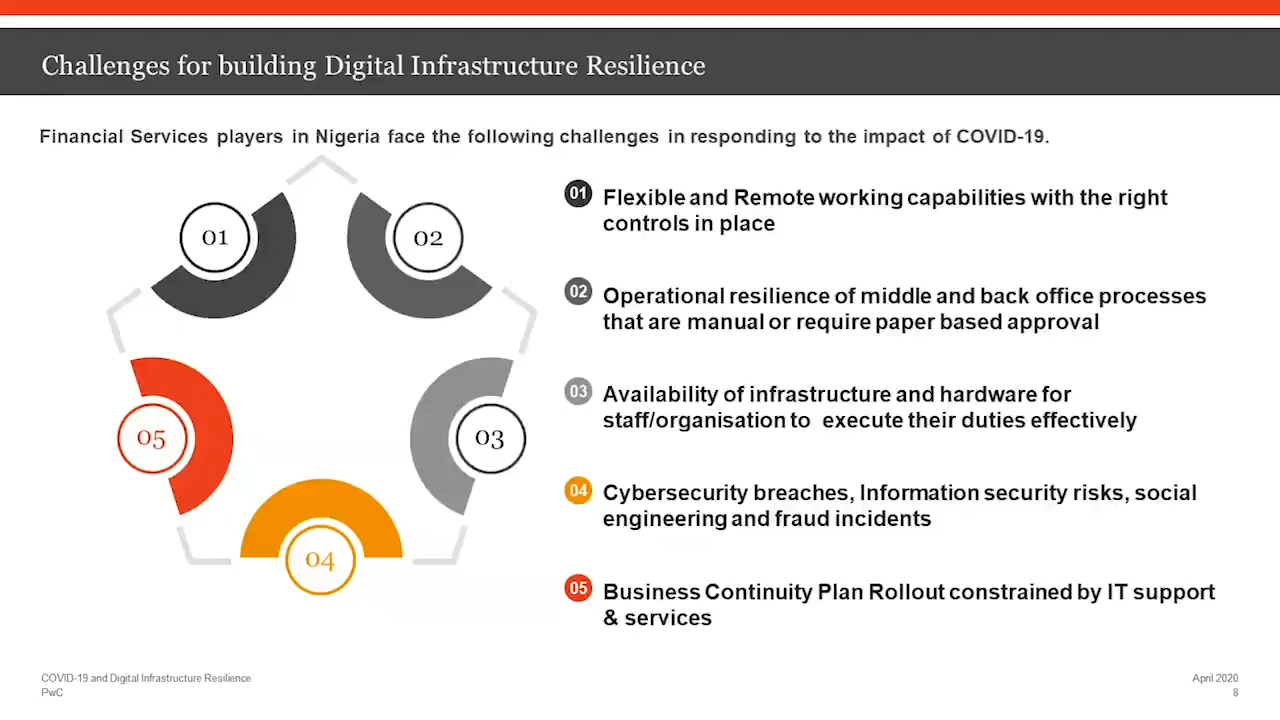 Challenges for building Digital Infrastructure Resilience
Financial Services players in Nigeria face the following challenges in responding to the impact of COVID-19.
01
02
03
04
05
01 Flexible and Remote working capabilities with the right
controls in place
02 Operational resilience of middle and back office processes
that are manual or require paper based approval
03 Availability of infrastructure and hardware for
staff/organisation to execute their duties effectively
04 Cybersecurity breaches, Information security risks, social
engineering and fraud incidents
05 Business Continuity Plan Rollout constrained by IT support
& services
COVID-19 and Digital Infrastructure Resilience
PwC
April 2020
8